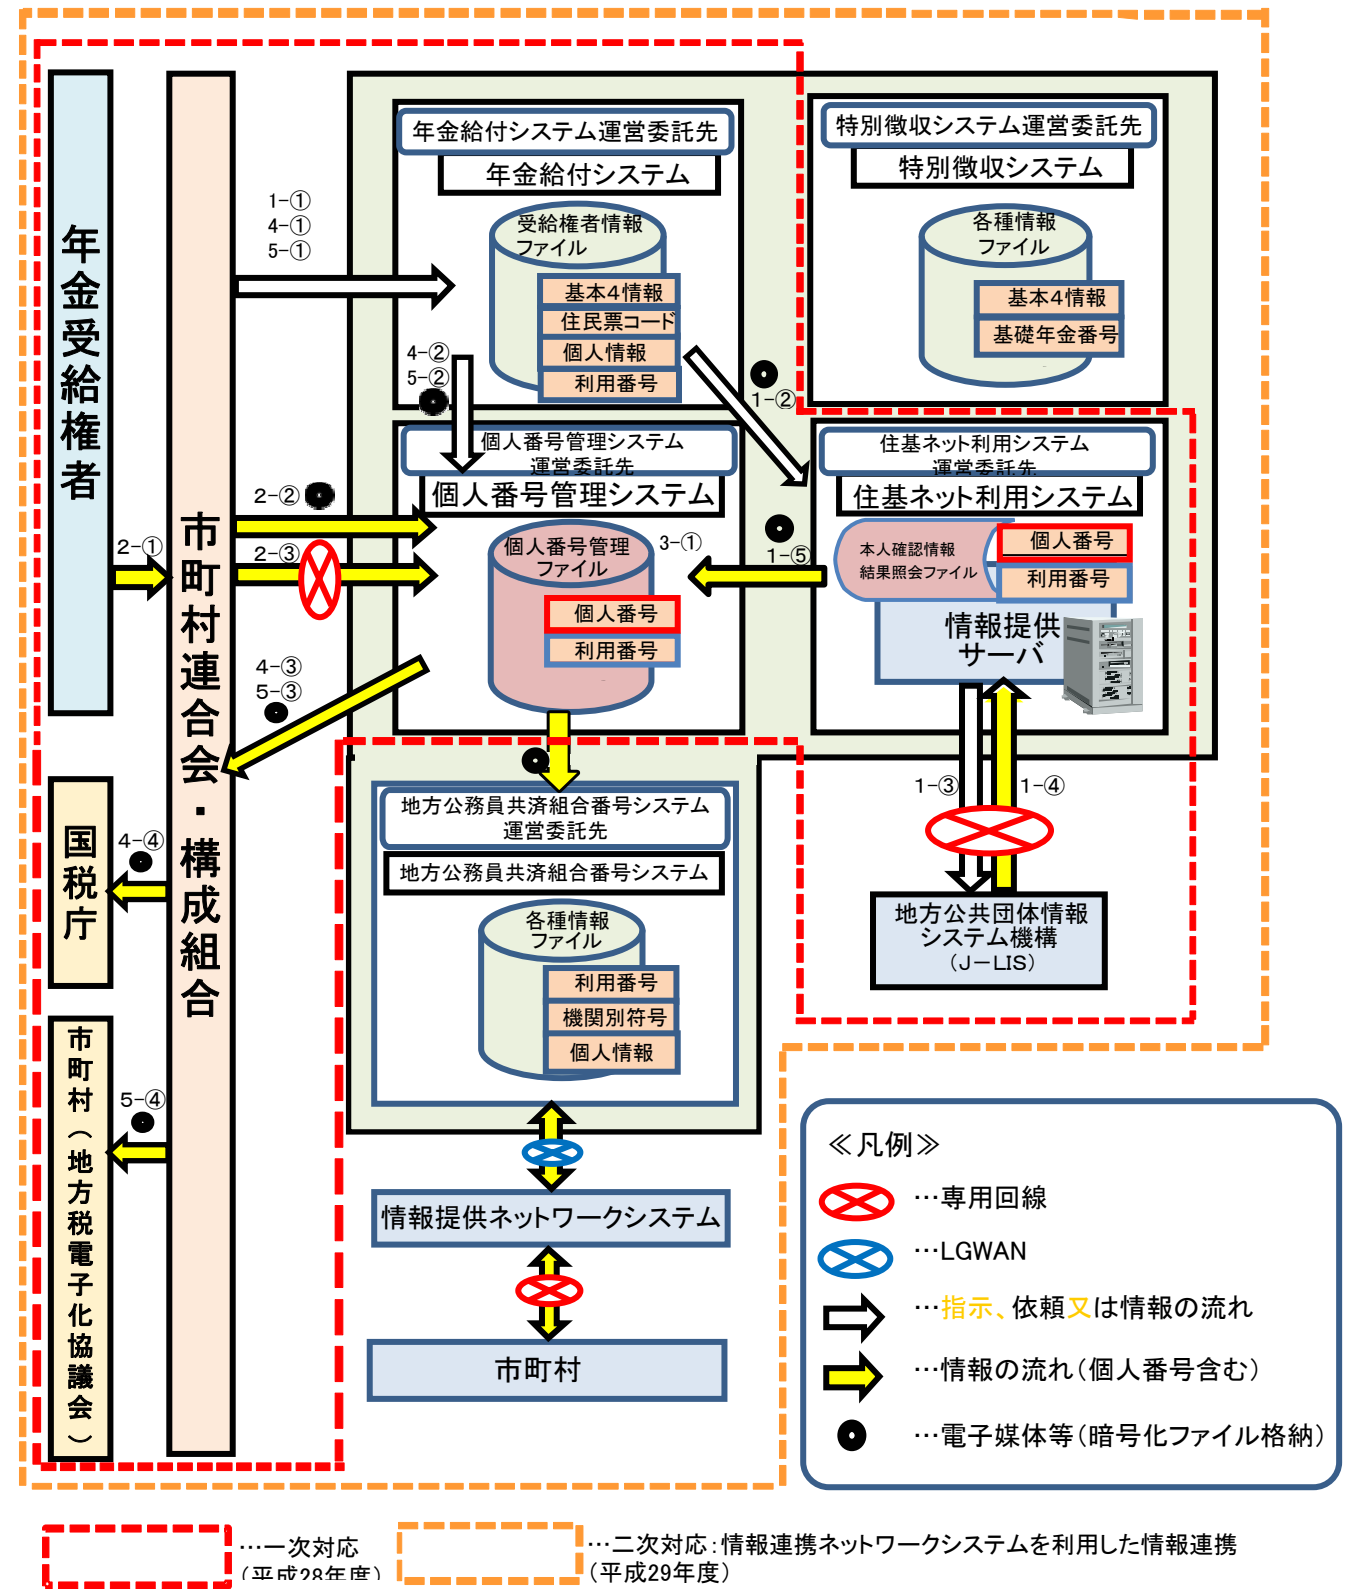 年金受給権者
市町村連合会・構成組合
国税庁
市町村（地方税電子化協議会）
1-①
4-①
5-①
年金給付システム運営委託先
年金給付システム
受給権者情報
ファイル
基本4情報
住民票コード
個人情報
利用番号
特別徴収システム運営委託先
特別徴収システム
各種情報
ファイル
基本4情報
基礎年金番号
4-②
5-②
1-②
個人番号管理システム
運営委託先
個人番号管理システム
個人番号管理
ファイル
個人番号
利用番号
住基ネット利用システム
運営委託先
住基ネット利用システム
本人確認情報
結果照会ファイル
個人番号
利用番号
情報提供
サーバ
2-①
2-②
2-③
3-①
1-⑤
4-③
5-③
1-③
1-④
地方公共団体情報
システム機構
（J－LIS）
4-④
5-④
地方公務員共済組合番号システム
運営委託先
地方公務員共済組合番号システム
各種情報
ファイル
利用番号
機関別符号
個人情報
情報提供ネットワークシステム
市町村
≪凡例≫
…専用回線
…LGWAN
…指示、依頼又は情報の流れ
…情報の流れ（個人番号含む）
…電子媒体等（暗号化ファイル格納）
…一次対応
（平成28年度）
…二次対応：情報連携ネットワークシステムを利用した情報連携
（平成29年度）